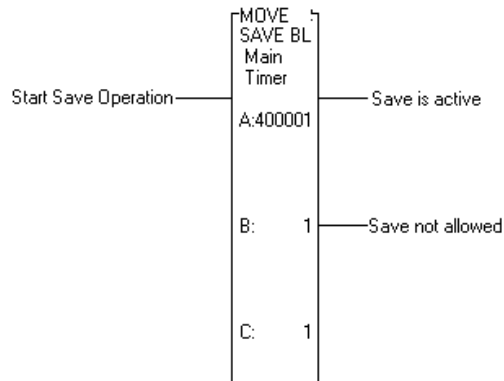 MOVE :
SAVE BL
Main
Timer
Start Save Operation
Save is active
A:400001
B: 1
Save not allowed
C: 1